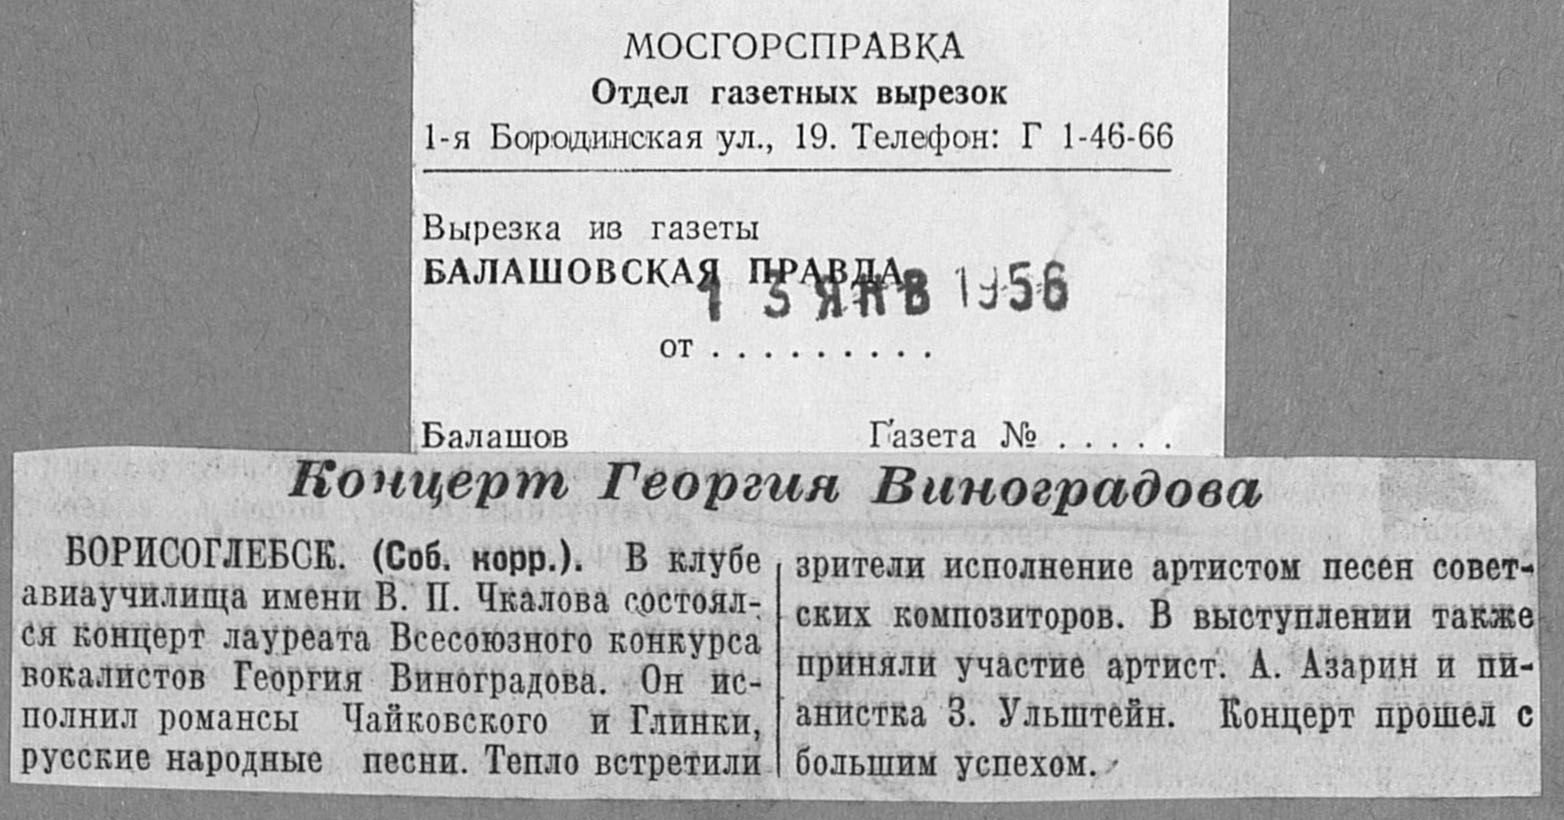 МОСГОРСПРАВКА
Отдел газетных вырезок
1-я Бородинская ул., 19. Телефон: Г 1-46-66
Вырезка из газеты
БАЛАШОВСКАЯ ПРАВДА
13 ЯНВ 1956
от . . . . . . . . .
Балашов Газета № . . . . .
Концерт Георгия Виноградова
БОРИСОГЛЕБСК. (Соб. корр.). В клубе
авиаучилища имени В. П. Чкалова состоял-
ся концерт лауреата Всесоюзного конкурса
вокалистов Георгия Виноградова. Он ис-
полнил романсы Чайковского и Глинки,
русские народные песни. Тепло встретили
зрители исполнение артистом песен совет-
ских композиторов. В выступлении также
приняли участие артист. А. Азарин и пи-
анистка З. Ульштейн. Концерт прошел с
большим успехом.